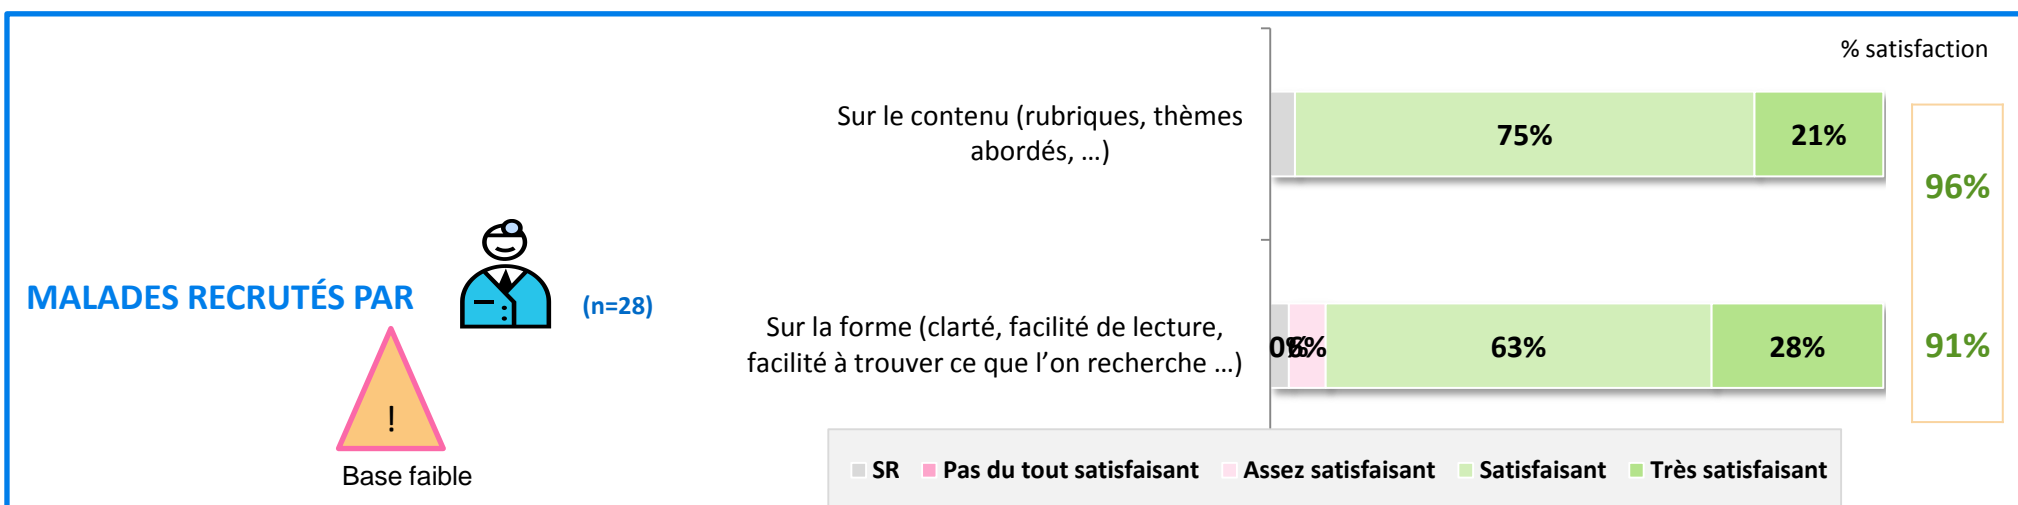 % satisfaction
Sur le contenu (rubriques, thèmes
abordés, …)
75%
21%
96%
MALADES RECRUTÉS PAR
(n=28)
Sur la forme (clarté, facilité de lecture,
facilité à trouver ce que l’on recherche …)
0%
6%
63%
28%
91%
!
Base faible
SR
Pas du tout satisfaisant
Assez satisfaisant
Satisfaisant
Très satisfaisant